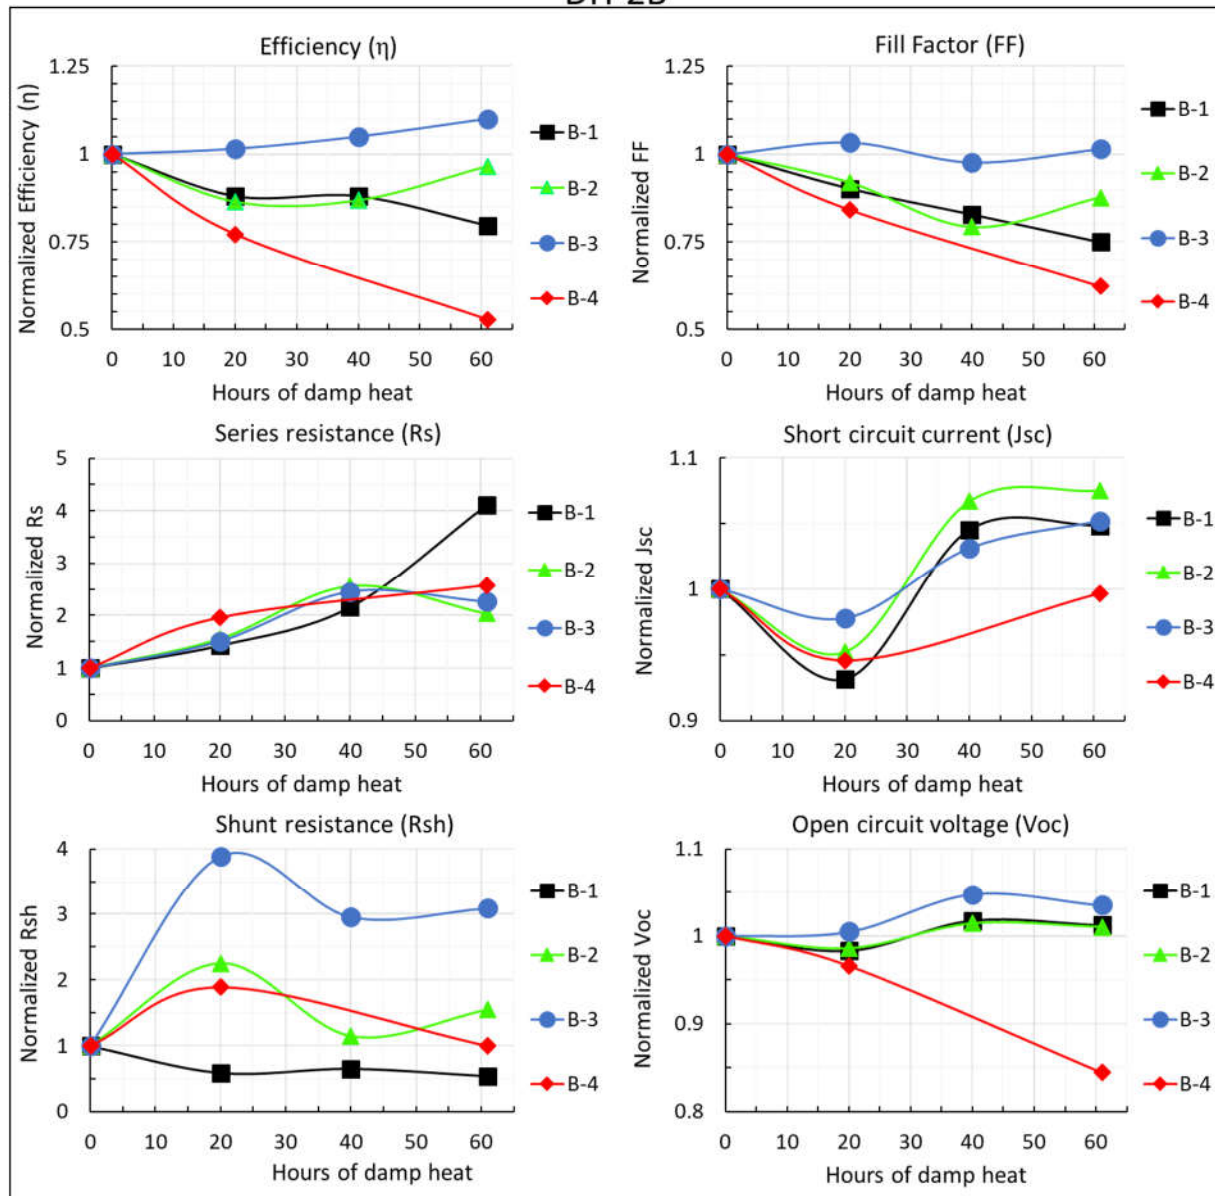 DH-2B
Efficiency (η)
1.25
1
0.75
0.5
Normalized Efficiency (η)
0 10 20 30 40 50 60
Hours of damp heat
B-1
B-2
B-3
B-4
Fill Factor (FF)
1.25
1
0.75
0.5
Normalized FF
0 10 20 30 40 50 60
Hours of damp heat
B-1
B-2
B-3
B-4
Series resistance (Rs)
5
4
3
2
1
0
Normalized Rs
0 10 20 30 40 50 60
Hours of damp heat
B-1
B-2
B-3
B-4
Short circuit current (Jsc)
1.1
1
0.9
Normalized Jsc
0 10 20 30 40 50 60
Hours of damp heat
B-1
B-2
B-3
B-4
Shunt resistance (Rsh)
4
3
2
1
0
Normalized Rsh
0 10 20 30 40 50 60
Hours of damp heat
B-1
B-2
B-3
B-4
Open circuit voltage (Voc)
1.1
1
0.9
0.8
Normalized Voc
0 10 20 30 40 50 60
Hours of damp heat
B-1
B-2
B-3
B-4